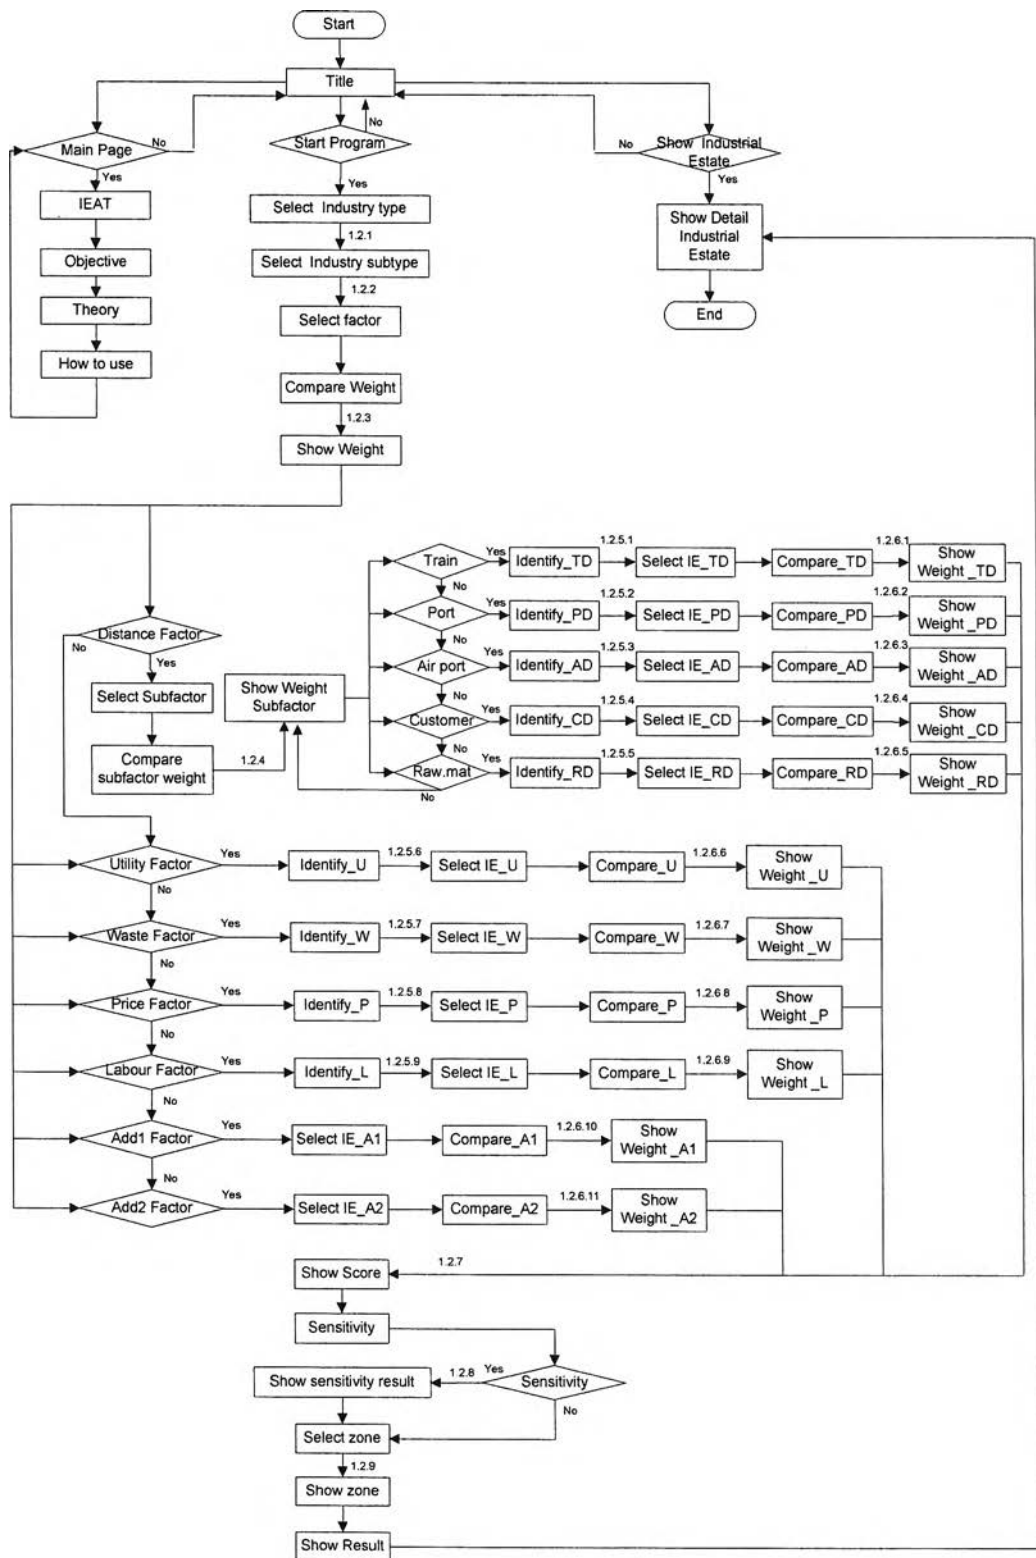 Start
Title
Main Page
No
Yes
IEAT
Objective
Theory
How to use
Start Program
No
Yes
Select Industry type
1.2.1
Select Industry subtype
1.2.2
Select factor
Compare Weight
1.2.3
Show Weight
Show Industrial
Estate
No
Yes
Show Detail
Industrial
Estate
End
Distance Factor
No
Yes
Select Subfactor
Compare
subfactor weight
1.2.4
Show Weight
Subfactor
Train
Yes
Identify_TD
1.2.5.1
Select IE_TD
Compare_TD
1.2.6.1
Show
Weight _TD
No
Port
Yes
Identify_PD
1.2.5.2
Select IE_PD
Compare_PD
1.2.6.2
Show
Weight _PD
No
Air port
Yes
Identify_AD
1.2.5.3
Select IE_AD
Compare_AD
1.2.6.3
Show
Weight _AD
No
Customer
Yes
Identify_CD
1.2.5.4
Select IE_CD
Compare_CD
1.2.6.4
Show
Weight _CD
No
Raw.mat
Yes
Identify_RD
1.2.5.5
Select IE_RD
Compare_RD
1.2.6.5
Show
Weight _RD
No
Utility Factor
Yes
Identify_U
1.2.5.6
Select IE_U
Compare_U
1.2.6.6
Show
Weight _U
No
Waste Factor
Yes
Identify_W
1.2.5.7
Select IE_W
Compare_W
1.2.6.7
Show
Weight _W
No
Price Factor
Yes
Identify_P
1.2.5.8
Select IE_P
Compare_P
1.2.6.8
Show
Weight _P
No
Labour Factor
Yes
Identify_L
1.2.5.9
Select IE_L
Compare_L
1.2.6.9
Show
Weight _L
No
Add1 Factor
Yes
Select IE_A1
Compare_A1
1.2.6.10
Show
Weight _A1
No
Add2 Factor
Yes
Select IE_A2
Compare_A2
1.2.6.11
Show
Weight _A2
Show Score
1.2.7
Sensitivity
Sensitivity
Yes
1.2.8
Show sensitivity result
No
Select zone
1.2.9
Show zone
Show Result